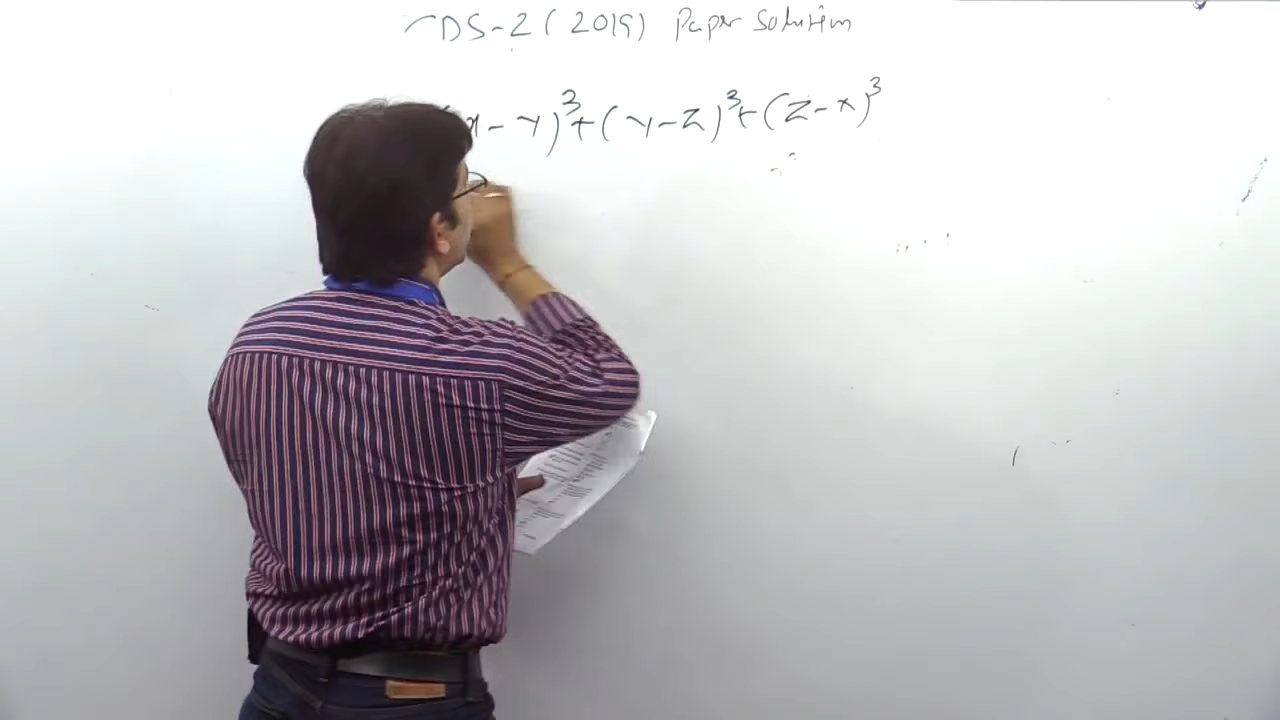 CDS-2 (2019) Paper Solution
(x-y)³+(y-z)³+(z-x)³